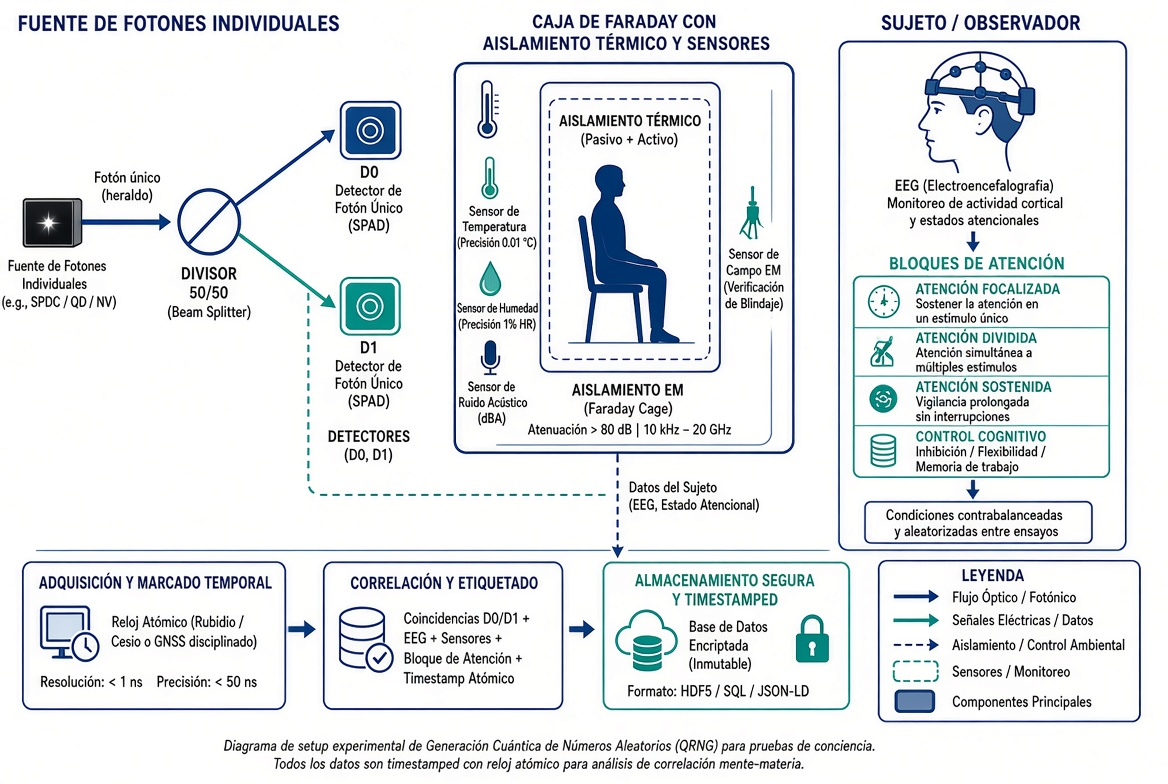 FUENTE DE FOTONES INDIVIDUALES
Fotón único
(heraldo)
Fuente de Fotones
Individuales
(e.g., SPDC / QD / NV)
DIVISOR
50/50
(Beam Splitter)
D0
Detector de
Fotón Único
(SPAD)
D1
Detector de
Fotón Único
(SPAD)
DETECTORES
(D0, D1)
CAJA DE FARADAY CON
AISLAMIENTO TÉRMICO Y SENSORES
Sensor de
Temperatura
(Precisión 0.01 °C)
Sensor de Humedad
(Precisión 1% HR)
Sensor de
Ruido Acústico
(dBA)
AISLAMIENTO TÉRMICO
(Pasivo + Activo)
Sensor de
Campo EM
(Verificación
de Blindaje)
AISLAMIENTO EM
(Faraday Cage)
Atenuación > 80 dB | 10 kHz – 20 GHz
Datos del Sujeto
(EEG, Estado Atencional)
SUJETO / OBSERVADOR
EEG (Electroencefalografia)
Monitoreo de actividad cortical
y estados atencionales
BLOQUES DE ATENCIÓN
ATENCIÓN FOCALIZADA
Sostener la atención en
un estimulo único
ATENCIÓN DIVIDIDA
Atención simultánea a
múltiples estimulos
ATENCIÓN SOSTENIDA
Vigilancia prolongada
sin interrupciones
CONTROL COGNITIVO
Inhibición / Flexibilidad /
Memoria de trabajo
Condiciones contrabalanceadas
y aleatorizadas entre ensayos
ADQUISICIÓN Y MARCADO TEMPORAL
Reloj Atómico (Rubidio /
Cesio o GNSS disciplinado)
Resolución: < 1 ns Precisión: < 50 ns
CORRELACIÓN Y ETIQUETADO
Coincidencias D0/D1 +
EEG + Sensores +
Bloque de Atención +
Timestamp Atómico
ALMACENAMIENTO SEGURA
Y TIMESTAMPED
Base de Datos
Encriptada
(Inmutable)
Formato: HDF5 / SQL / JSON-LD
LEYENDA
Flujo Óptico / Fotónico
Señales Eléctricas / Datos
Aislamiento / Control Ambiental
Sensores / Monitoreo
Componentes Principales
Diagrama de setup experimental de Generación Cuántica de Números Aleatorios (QRNG) para pruebas de conciencia.
Todos los datos son timestamped con reloj atómico para análisis de correlación mente-materia.